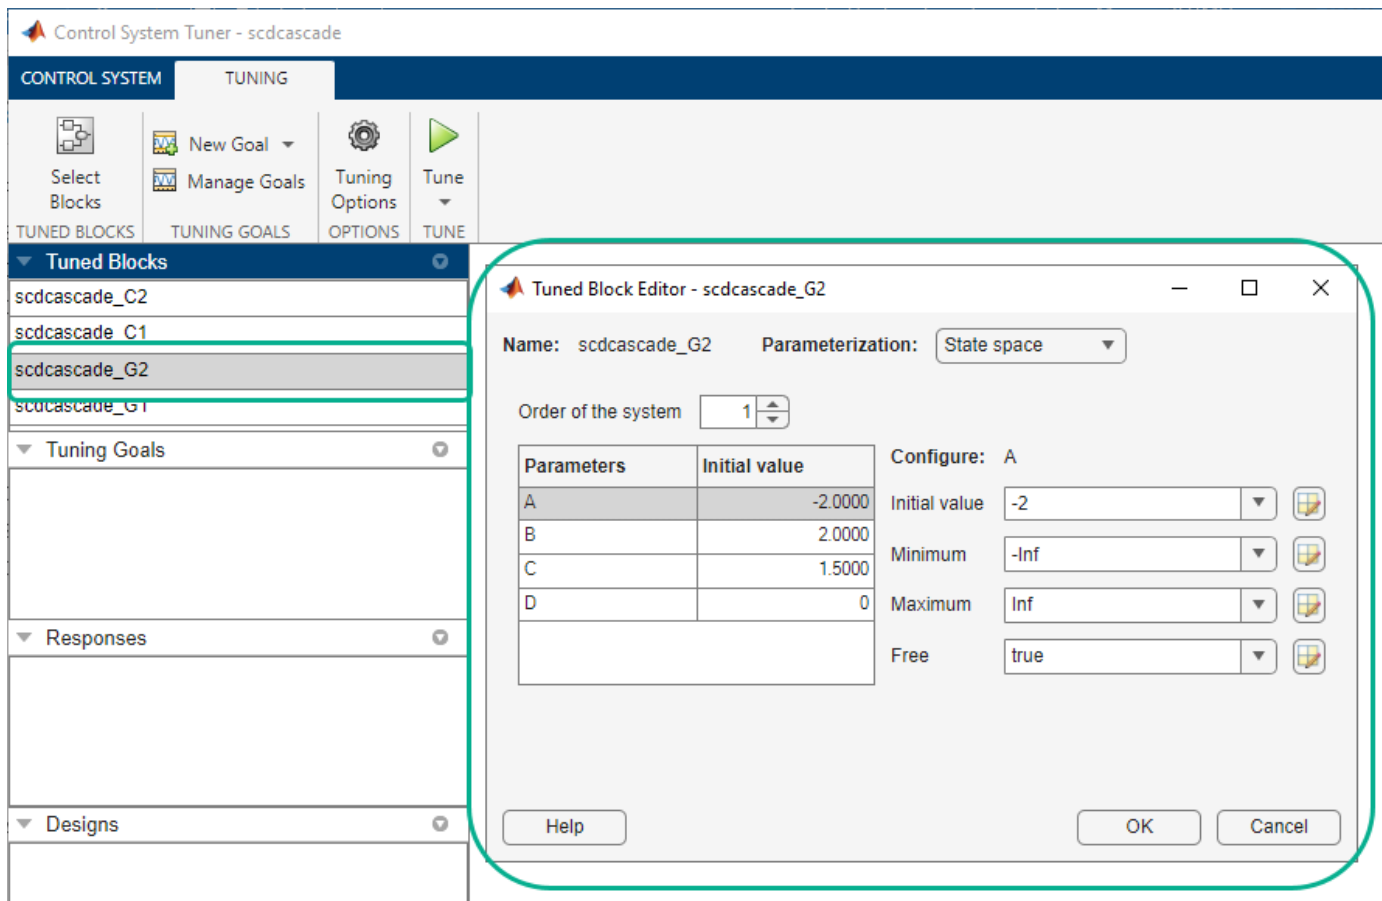 Control System Tuner - scdcascade
CONTROL SYSTEM
TUNING
Select
Blocks
New Goal
Manage Goals
Tuning
Options
Tune
TUNED BLOCKS
TUNING GOALS
OPTIONS
TUNE
Tuned Blocks
scdcascade_C2
scdcascade_C1
scdcascade_G2
scdcascade_G1
Tuning Goals
Responses
Designs
Tuned Block Editor - scdcascade_G2
Name: scdcascade_G2 Parameterization: State space
Order of the system 1
Parameters Initial value
A -2.0000
B 2.0000
C 1.5000
D 0
Configure: A
Initial value -2
Minimum -Inf
Maximum Inf
Free true
Help
OK
Cancel